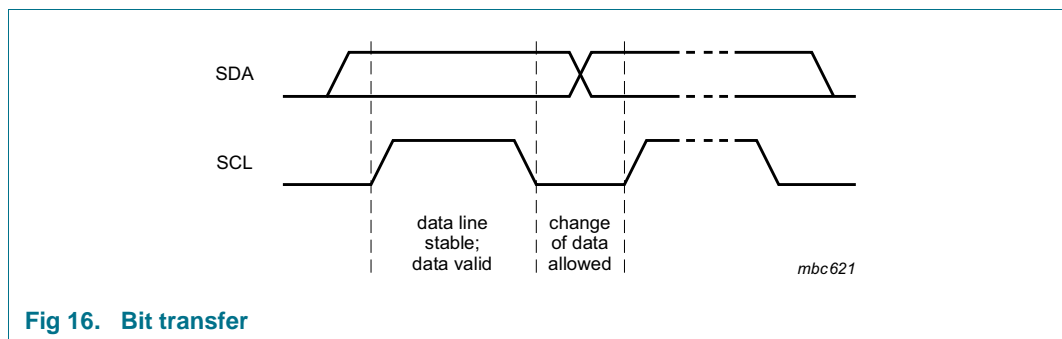 SDA
SCL
data line
stable;
data valid
change
of data
allowed
mbc621
Fig 16. Bit transfer